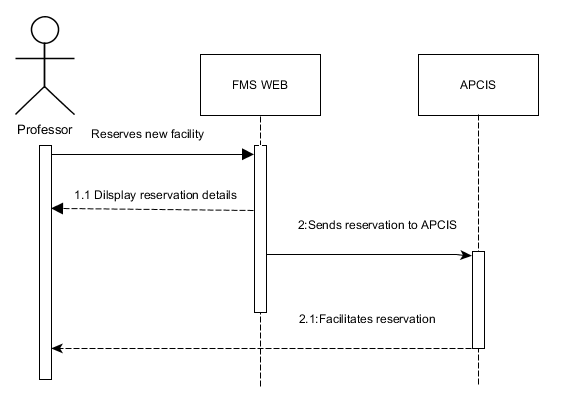 FMS WEB
APCIS
Professor
Reserves new facility
1.1 Dilsplay reservation details
2:Sends reservation to APCIS
2.1:Facilitates reservation